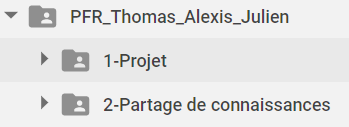 PFR_Thomas_Alexis_Julien
1-Projet
2-Partage de connaissances